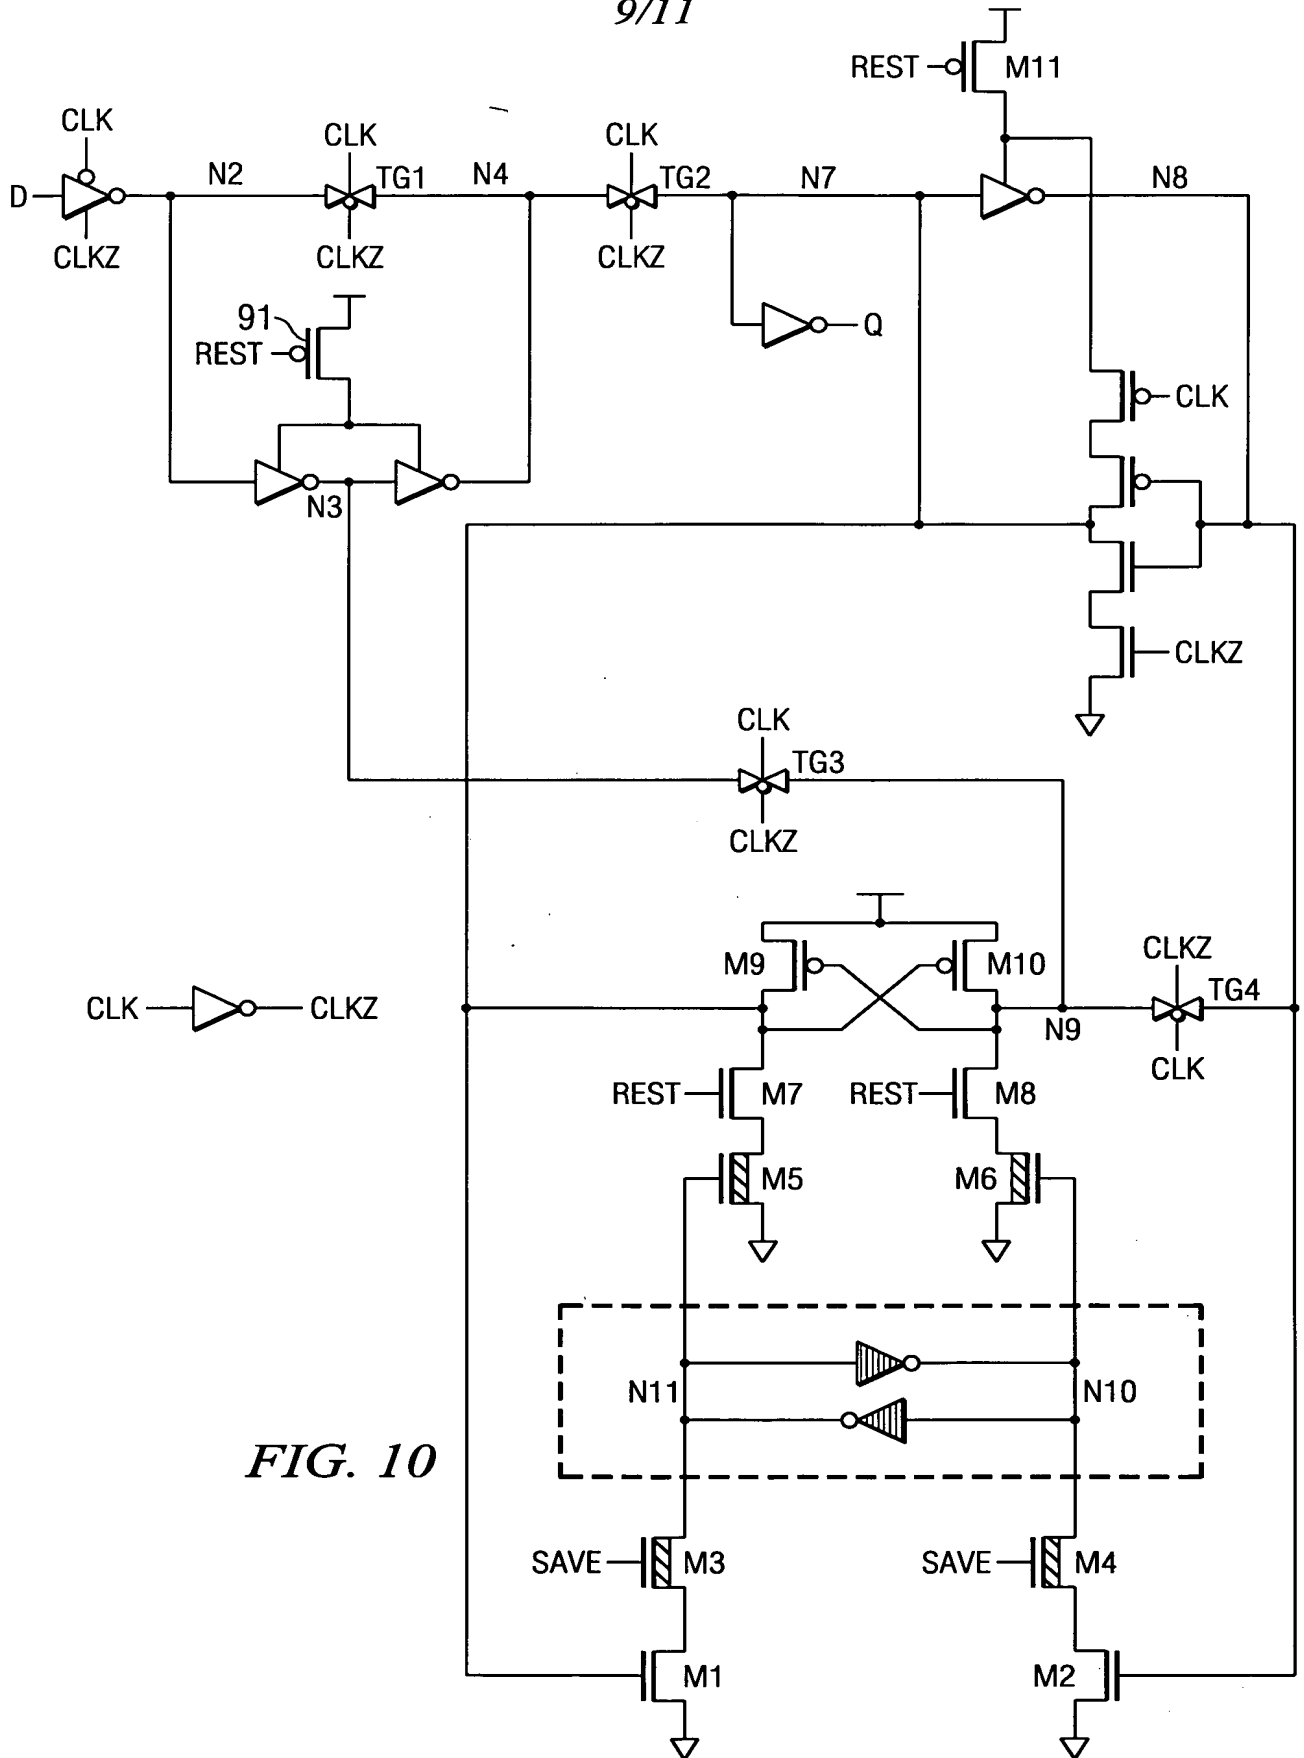 9/11
REST
M11
CLK
CLK
CLK
D
N2
TG1
N4
TG2
N7
N8
CLKZ
CLKZ
CLKZ
91
REST
Q
CLK
N3
CLKZ
CLK
TG3
CLKZ
M9
M10
CLKZ
TG4
CLK
CLKZ
N9
CLK
REST
M7
REST
M8
M5
M6
N11
N10
FIG. 10
SAVE
M3
SAVE
M4
M1
M2